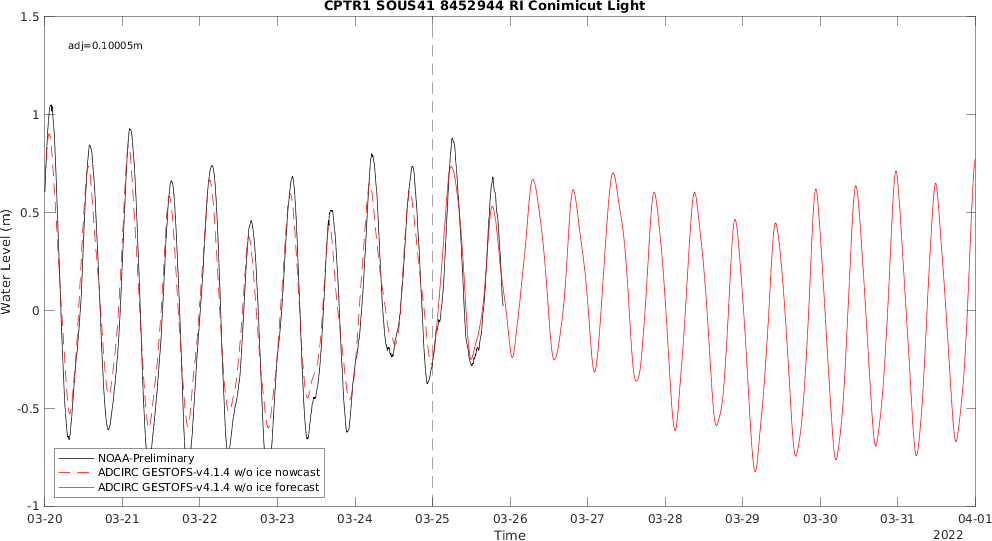 CPTR1 SOUS41 8452944 RI Conimicut Light
1.5
adj=0.10005m
1
0.5
0
-0.5
-1
Water Level (m)
NOAA-Preliminary
ADCIRC GESTOFS-v4.1.4 w/o ice nowcast
ADCIRC GESTOFS-v4.1.4 w/o ice forecast
03-20 03-21 03-22 03-23 03-24 03-25 03-26 03-27 03-28 03-29 03-30 03-31 04-01
Time
2022